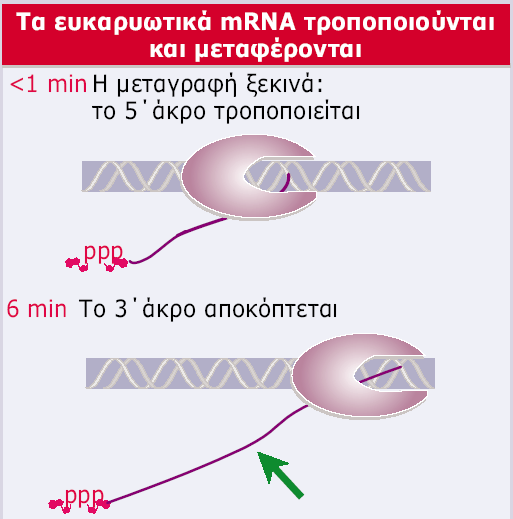 Τα ευκαρυωτικά mRNA τροποποιούνται
και μεταφέρονται
<1 min Η μεταγραφή ξεκινά:
το 5΄άκρο τροποποιείται
ppp
6 min Το 3΄άκρο αποκόπτεται
ppp